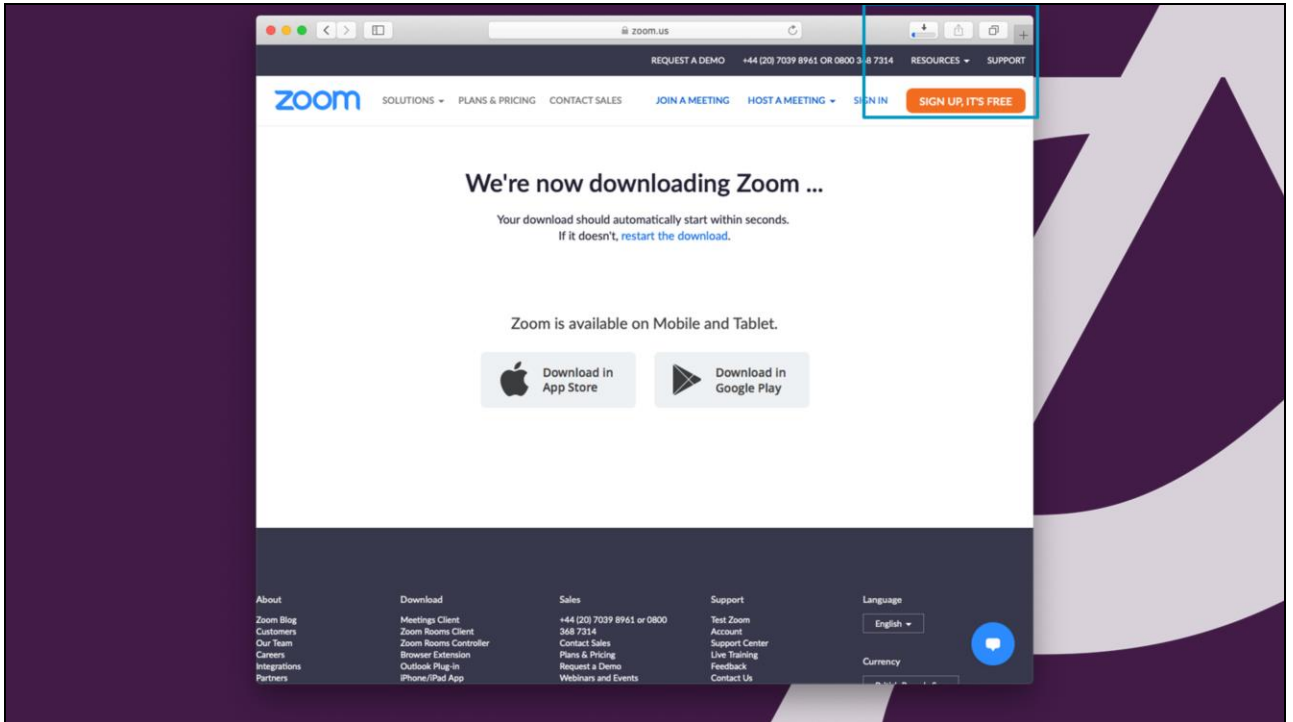 zoom.us
REQUEST A DEMO +44 (20) 7039 8961 OR 0800 368 7314 RESOURCES SUPPORT
zoom SOLUTIONS PLANS & PRICING CONTACT SALES JOIN A MEETING HOST A MEETING SIGN IN SIGN UP, IT'S FREE
We're now downloading Zoom ...
Your download should automatically start within seconds.
If it doesn't, restart the download.
Zoom is available on Mobile and Tablet.
Download in
App Store
Download in
Google Play
About
Zoom Blog
Customers
Our Team
Careers
Integrations
Partners
Download
Meetings Client
Zoom Rooms Client
Zoom Rooms Controller
Browser Extension
Outlook Plug-in
iPhone/iPad App
Sales
+44 (20) 7039 8961 or 0800
368 7314
Contact Sales
Plans & Pricing
Request a Demo
Webinars and Events
Support
Test Zoom
Account
Support Center
Live Training
Feedback
Contact Us
Language
English
Currency